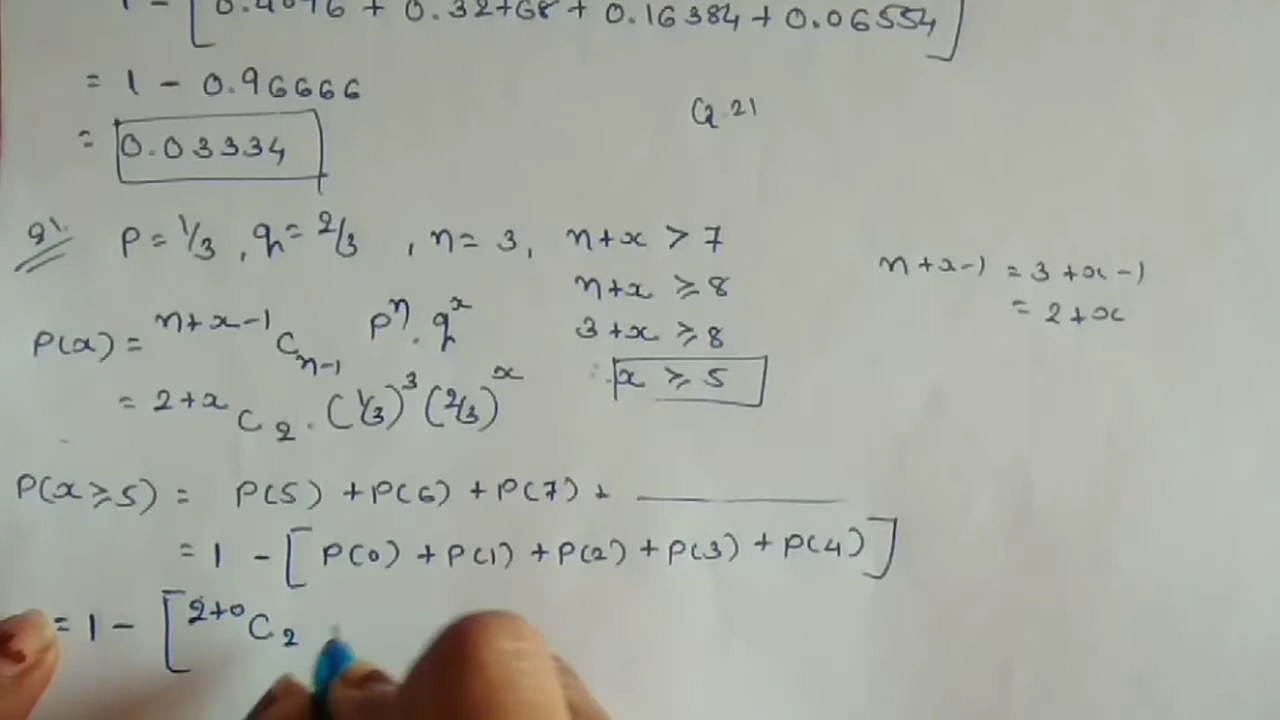 1 - [0.4096 + 0.32768 + 0.16384 + 0.06554]
= 1 - 0.96666
= 0.03334
Q.21
9). P = 1/3, q = 2/3, n = 3, n+x > 7
n+x ≥ 8
3+x ≥ 8
∴ x ≥ 5
n+x-1 = 3+x-1
= 2+x
P(x) = ⁿ⁺ˣ⁻¹Cₙ₋₁ pⁿ . qˣ
= ²⁺ˣC₂ . (1/3)³ (2/3)ˣ
P(x ≥ 5) = P(5) + P(6) + P(7) +
= 1 - [P(0) + P(1) + P(2) + P(3) + P(4)]
= 1 - [²⁺⁰C₂